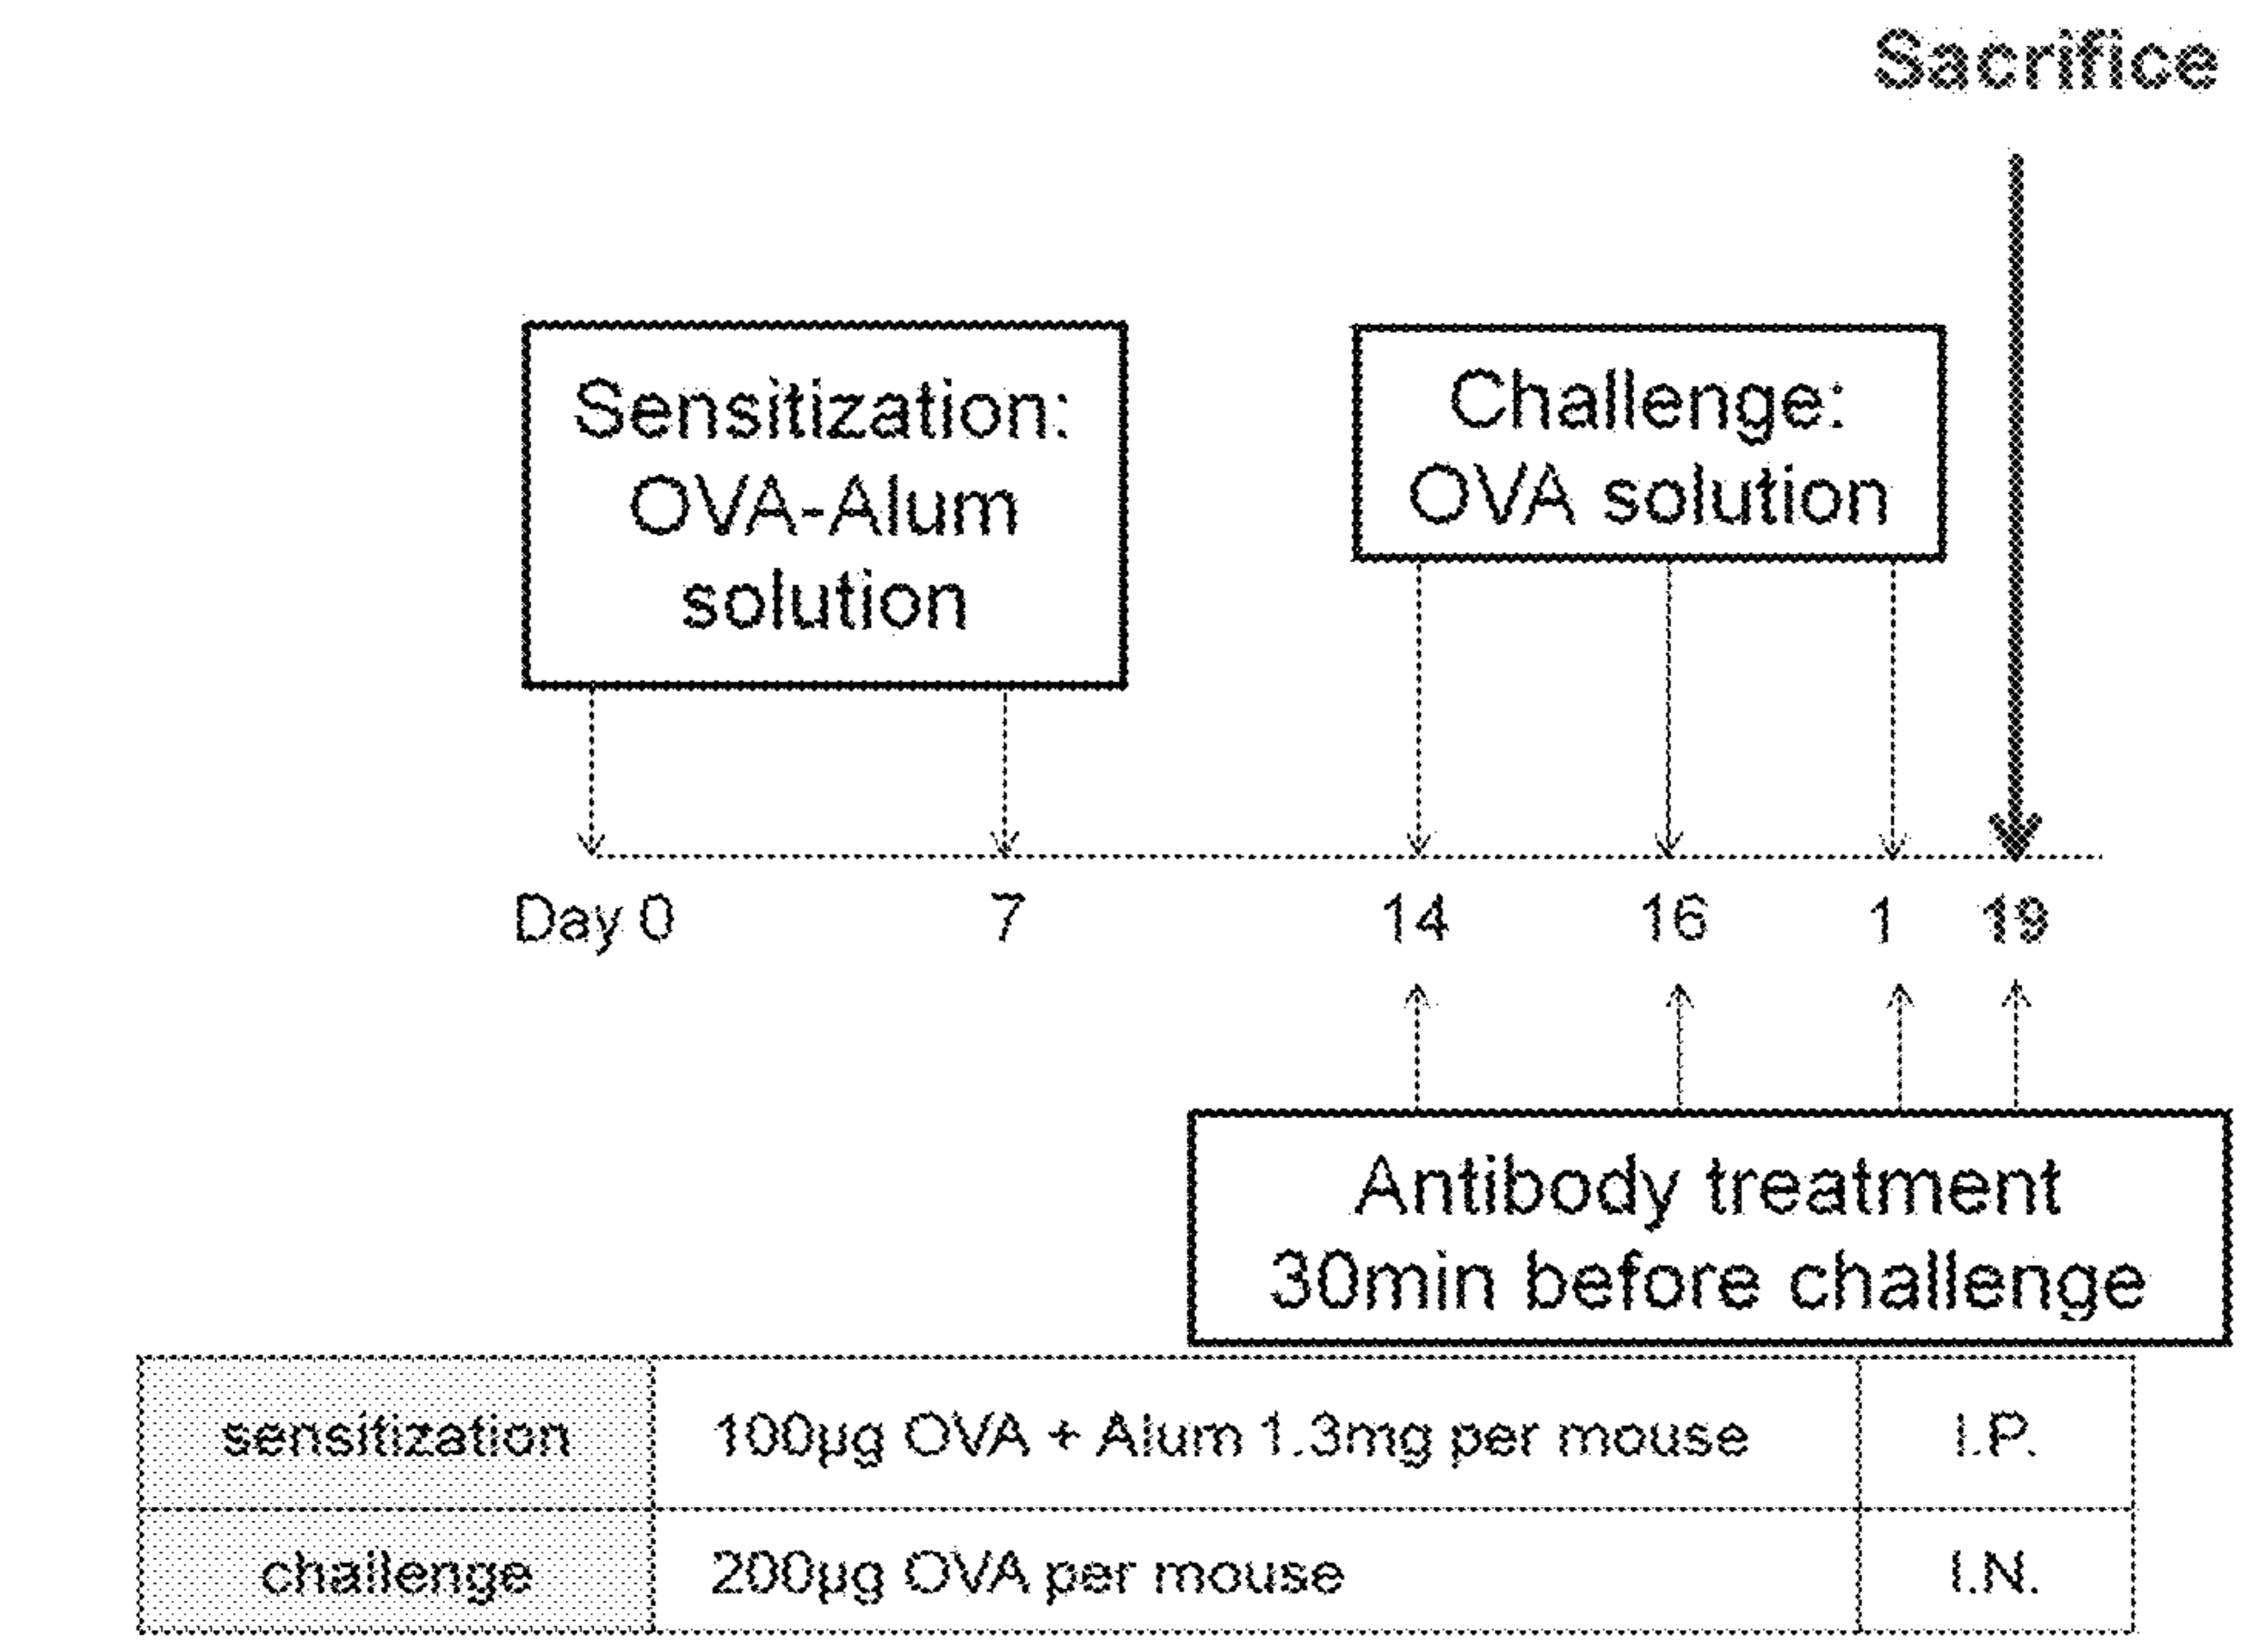 Sacrifice
Sensitization:
OVA-Alum
solution
Challenge:
OVA solution
Day 0 7 14 16 1 19
Antibody treatment
30min before challenge
sensitization 100µg OVA + Alum 1.3mg per mouse I.P.
challenge 200µg OVA per mouse I.N.